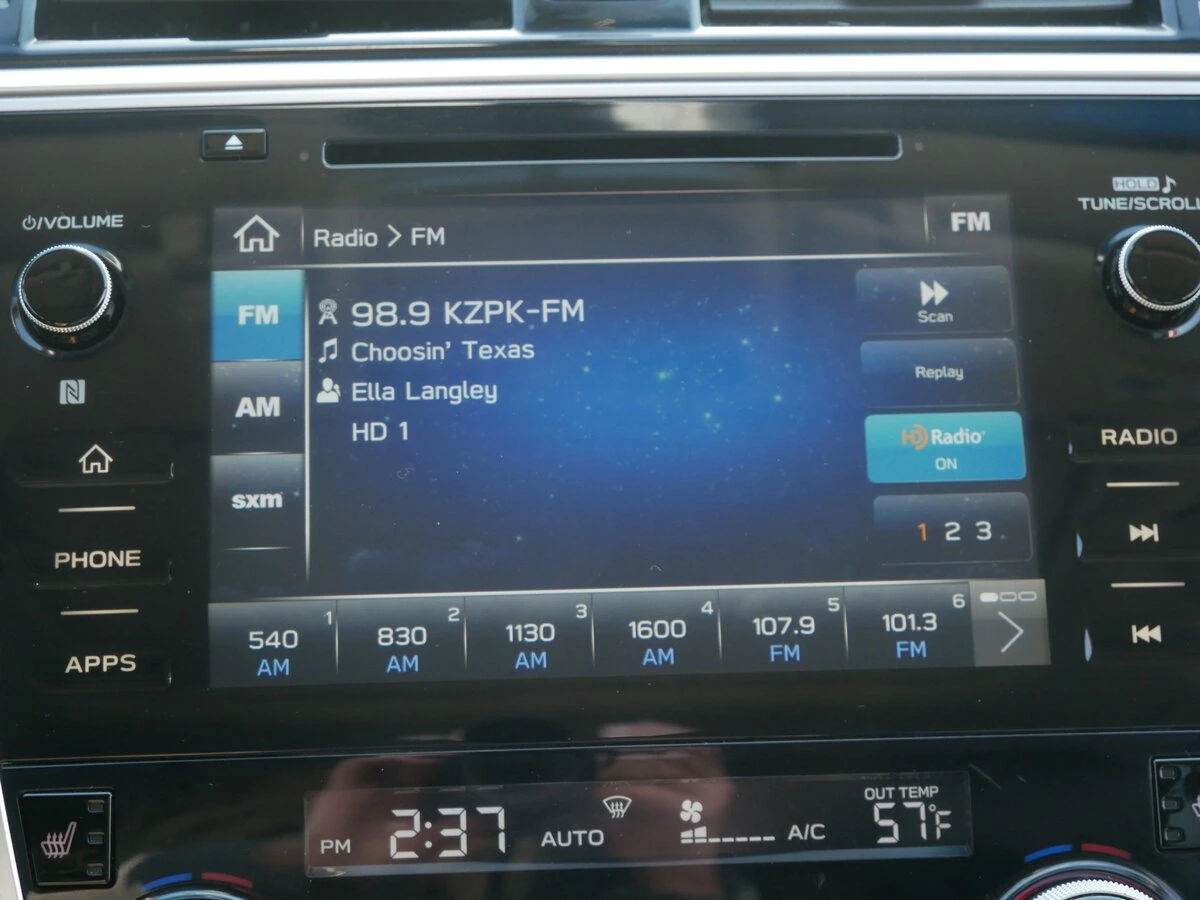 HOLD
⏻/VOLUME
TUNE/SCROLL
Radio > FM
FM
FM
AM
sxm
98.9 KZPK-FM
Choosin' Texas
Ella Langley
HD 1
Scan
Replay
HD Radio
ON
1 2 3
PHONE
APPS
RADIO
1 2 3 4 5 6
540 830 1130 1600 107.9 101.3
AM AM AM AM FM FM
PM 2:37 AUTO A/C
OUT TEMP
57°F